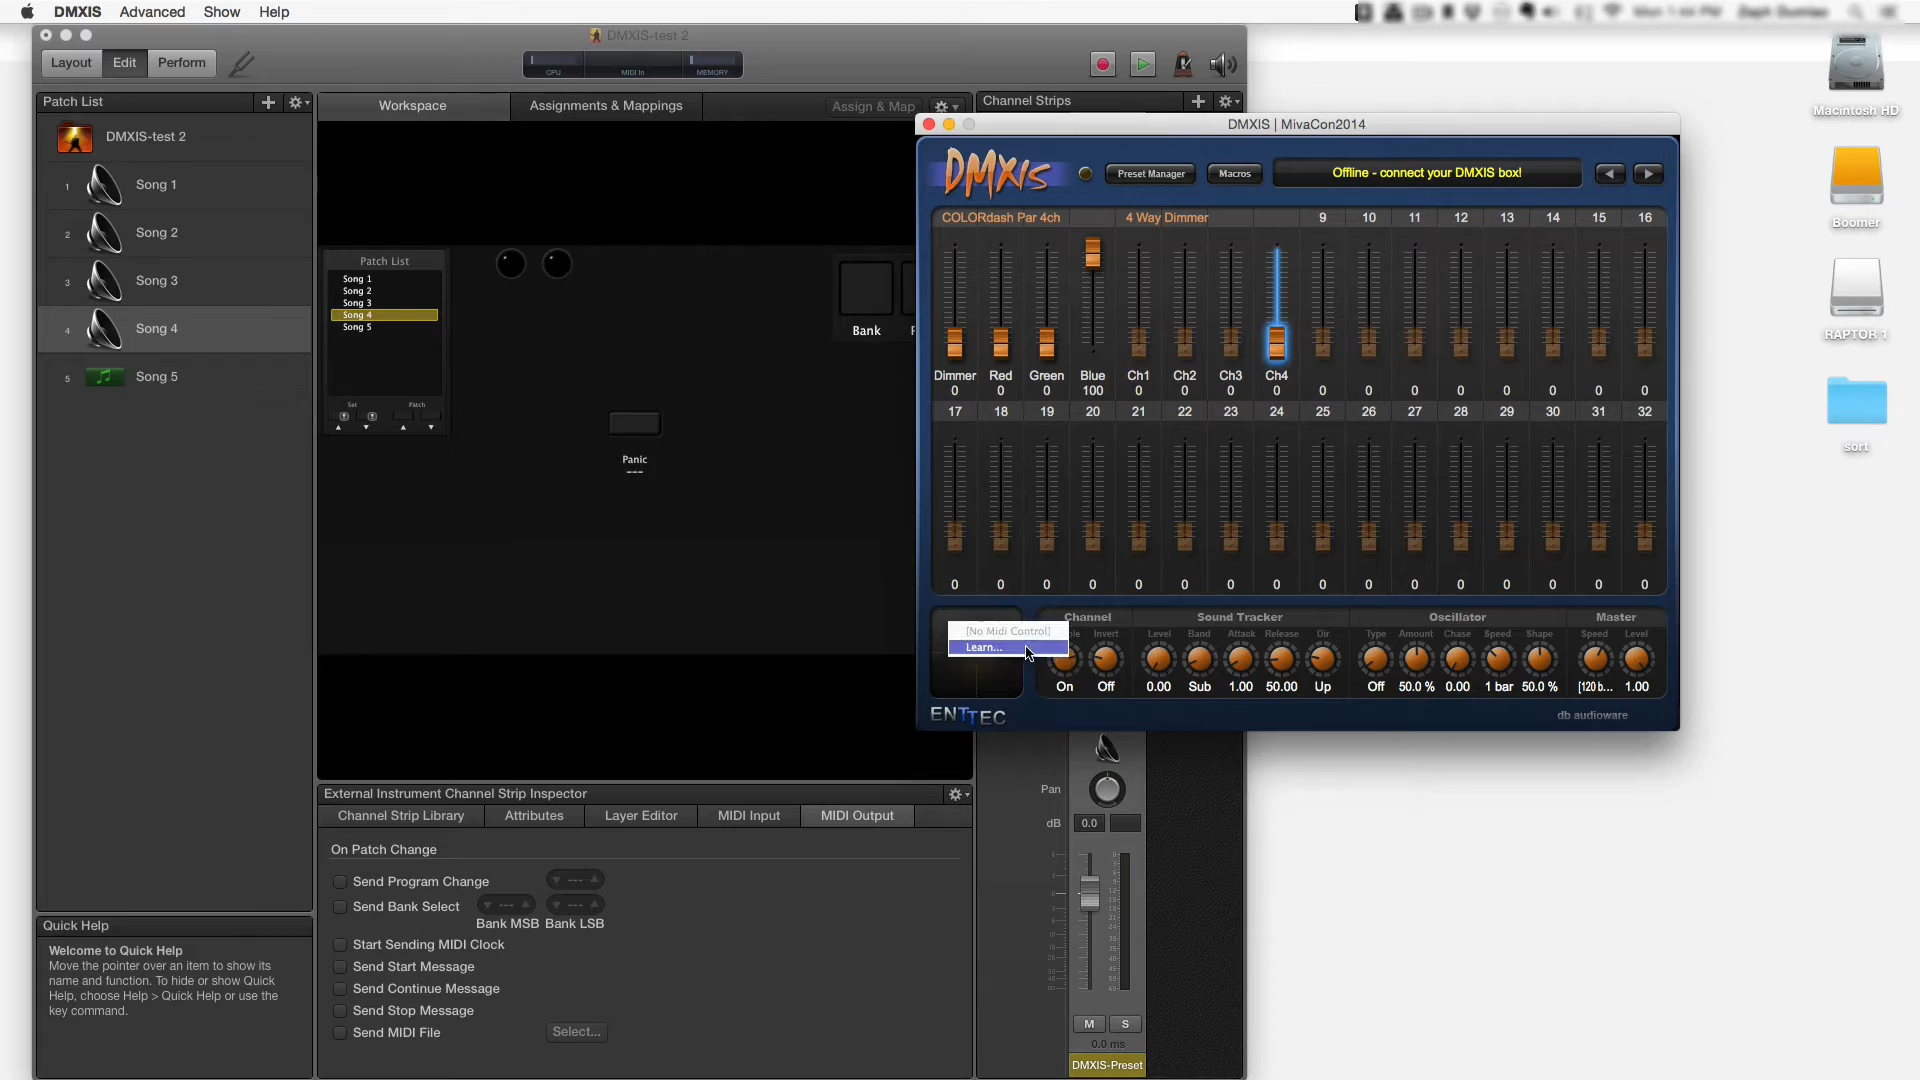 DMXIS Advanced Show Help
DMXIS-test 2
Layout Edit Perform
CPU MIDI In MEMORY
Patch List
Workspace Assignments & Mappings Assign & Map
Channel Strips
DMXIS-test 2
1 Song 1
2 Song 2
3 Song 3
4 Song 4
5 Song 5
Patch List
Song 1
Song 2
Song 3
Song 4
Song 5
Set Patch
Bank
Panic
---
DMXIS | MivaCon2014
DMXIS Preset Manager Macros Offline - connect your DMXIS box!
COLORdash Par 4ch 4 Way Dimmer 9 10 11 12 13 14 15 16
Dimmer Red Green Blue Ch1 Ch2 Ch3 Ch4
0 0 0 100 0 0 0 0 0 0 0 0 0 0 0 0
17 18 19 20 21 22 23 24 25 26 27 28 29 30 31 32
0 0 0 0 0 0 0 0 0 0 0 0 0 0 0 0
Channel Sound Tracker Oscillator Master
[No Midi Control]
Learn...
Invert Level Band Attack Release Dir Type Amount Chase Speed Shape Speed Level
On Off 0.00 Sub 1.00 50.00 Up Off 50.0 % 0.00 1 bar 50.0 % [120 b... 1.00
ENTTEC db audioware
Pan
dB 0.0
M S
0.0 ms
DMXIS-Preset
External Instrument Channel Strip Inspector
Channel Strip Library Attributes Layer Editor MIDI Input MIDI Output
On Patch Change
Send Program Change ---
Send Bank Select --- ---
Bank MSB Bank LSB
Start Sending MIDI Clock
Send Start Message
Send Continue Message
Send Stop Message
Send MIDI File Select...
Quick Help
Welcome to Quick Help
Move the pointer over an item to show its
name and function. To hide or show Quick
Help, choose Help > Quick Help or use the
key command.
Macintosh HD
Boomer
RAPTOR 1
sort